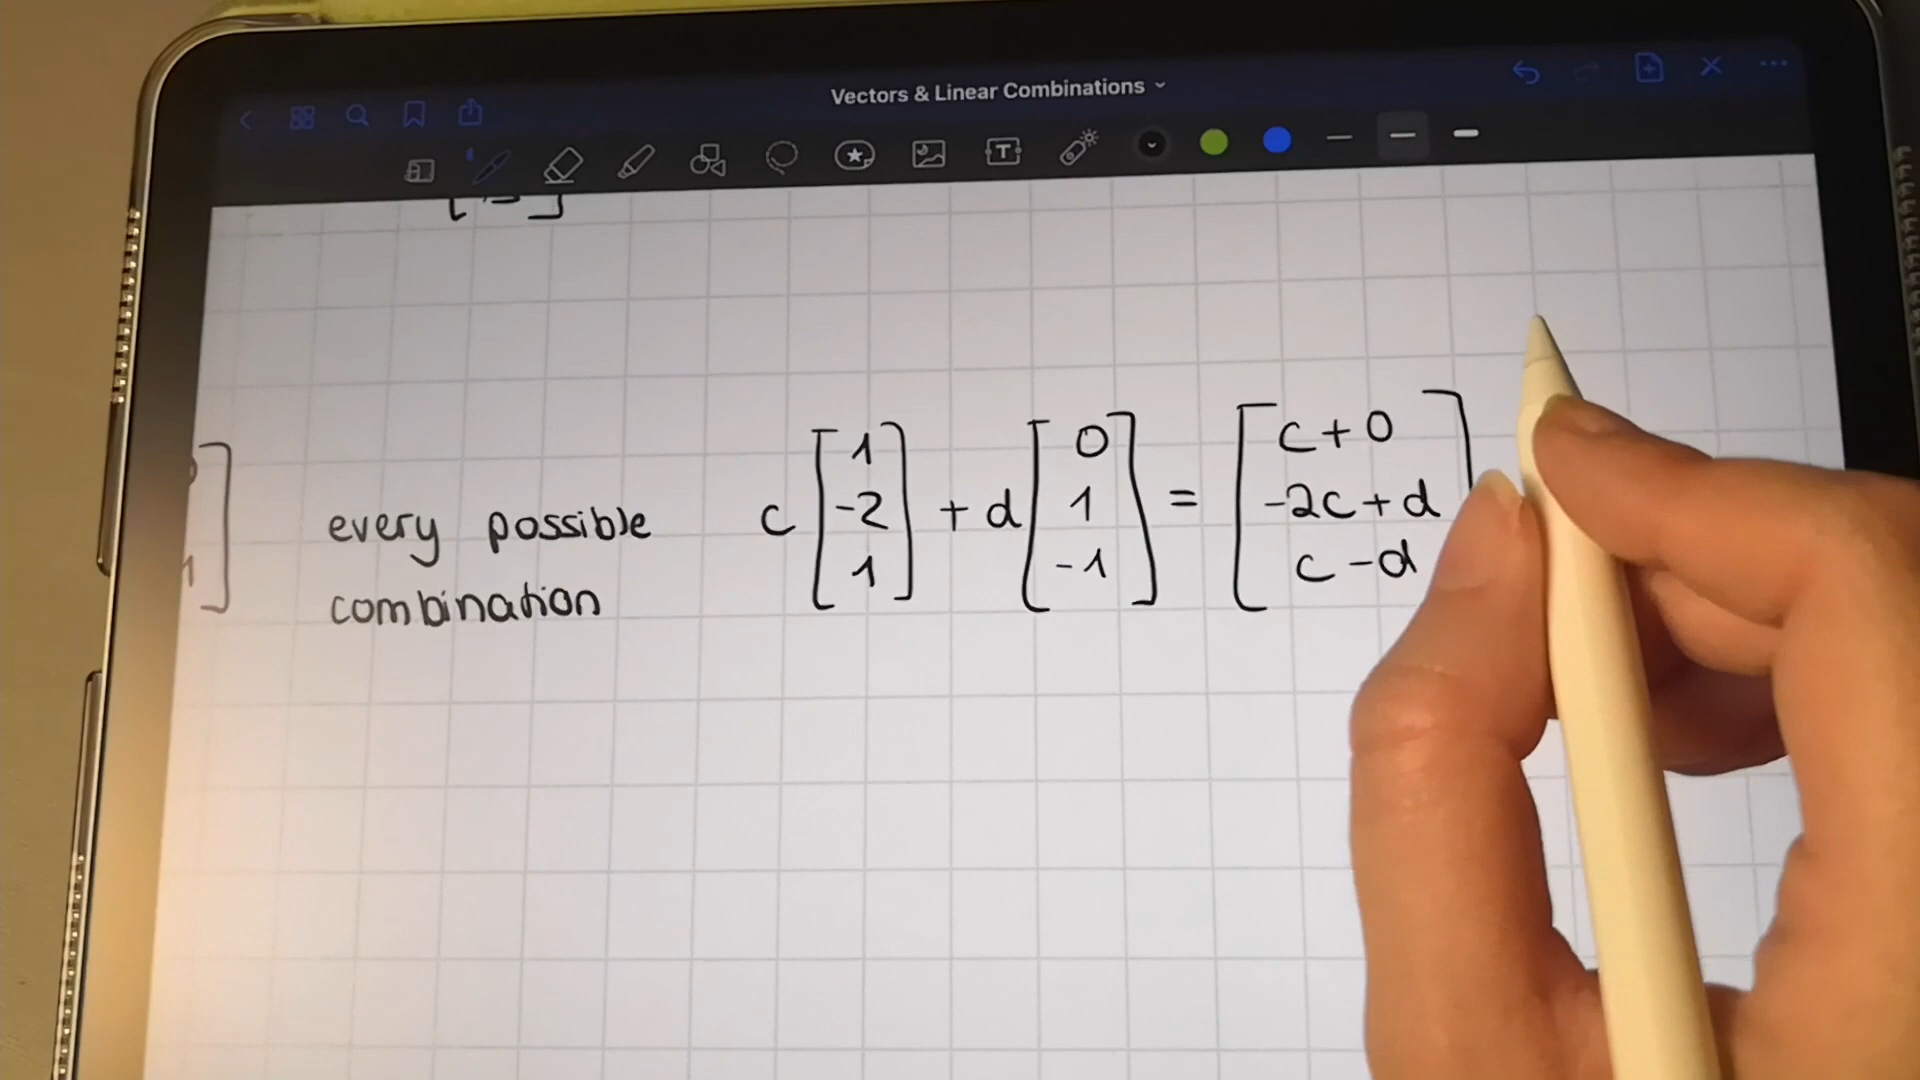 Vectors & Linear Combinations
every possible
combination
c [1 -2 1] + d [0 1 -1] = [c+0 -2c+d c-d]